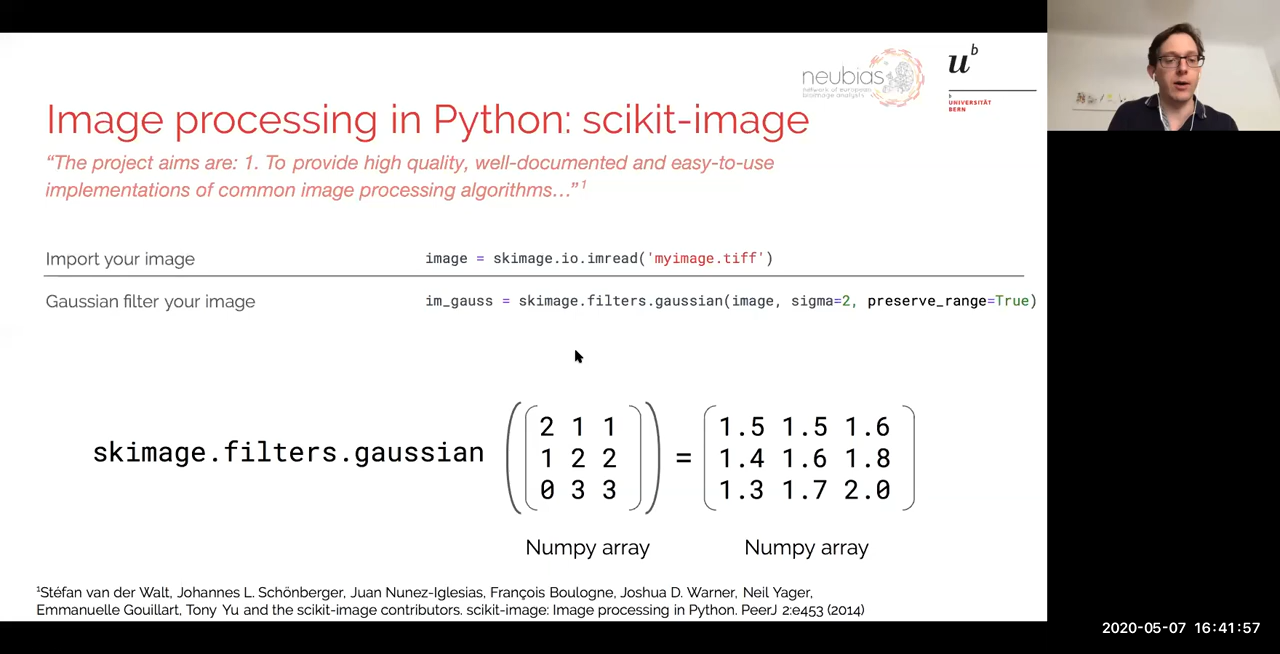 neubias
network of european
bioimage analysts
u b
b
UNIVERSITÄT
BERN
Image processing in Python: scikit-image
“The project aims are: 1. To provide high quality, well-documented and easy-to-use
implementations of common image processing algorithms…” 1
Import your image image = skimage.io.imread('myimage.tiff')
Gaussian filter your image im_gauss = skimage.filters.gaussian(image, sigma=2, preserve_range=True)
2 1 1 1.5 1.5 1.6
skimage.filters.gaussian 1 2 2 = 1.4 1.6 1.8
0 3 3 1.3 1.7 2.0
Numpy array Numpy array
1Stéfan van der Walt, Johannes L. Schönberger, Juan Nunez-Iglesias, François Boulogne, Joshua D. Warner, Neil Yager,
Emmanuelle Gouillart, Tony Yu and the scikit-image contributors. scikit-image: Image processing in Python. PeerJ 2:e453 (2014)
2020-05-07 16:41:57